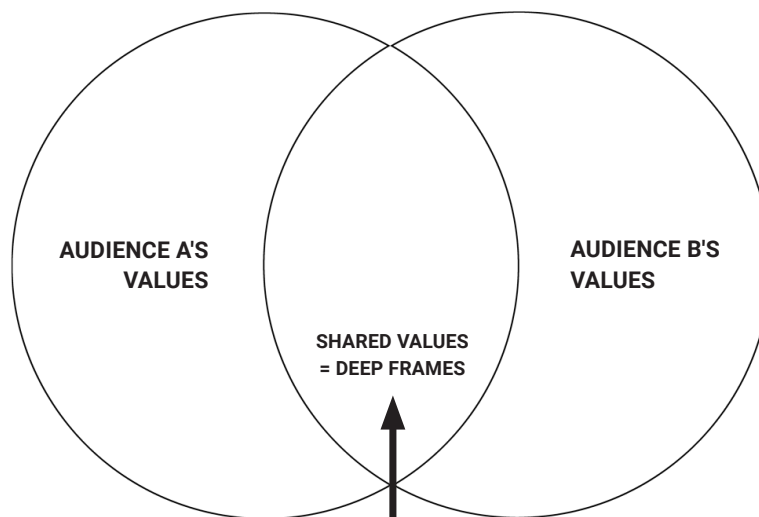 AUDIENCE A'S
VALUES
AUDIENCE B'S
VALUES
SHARED VALUES
= DEEP FRAMES